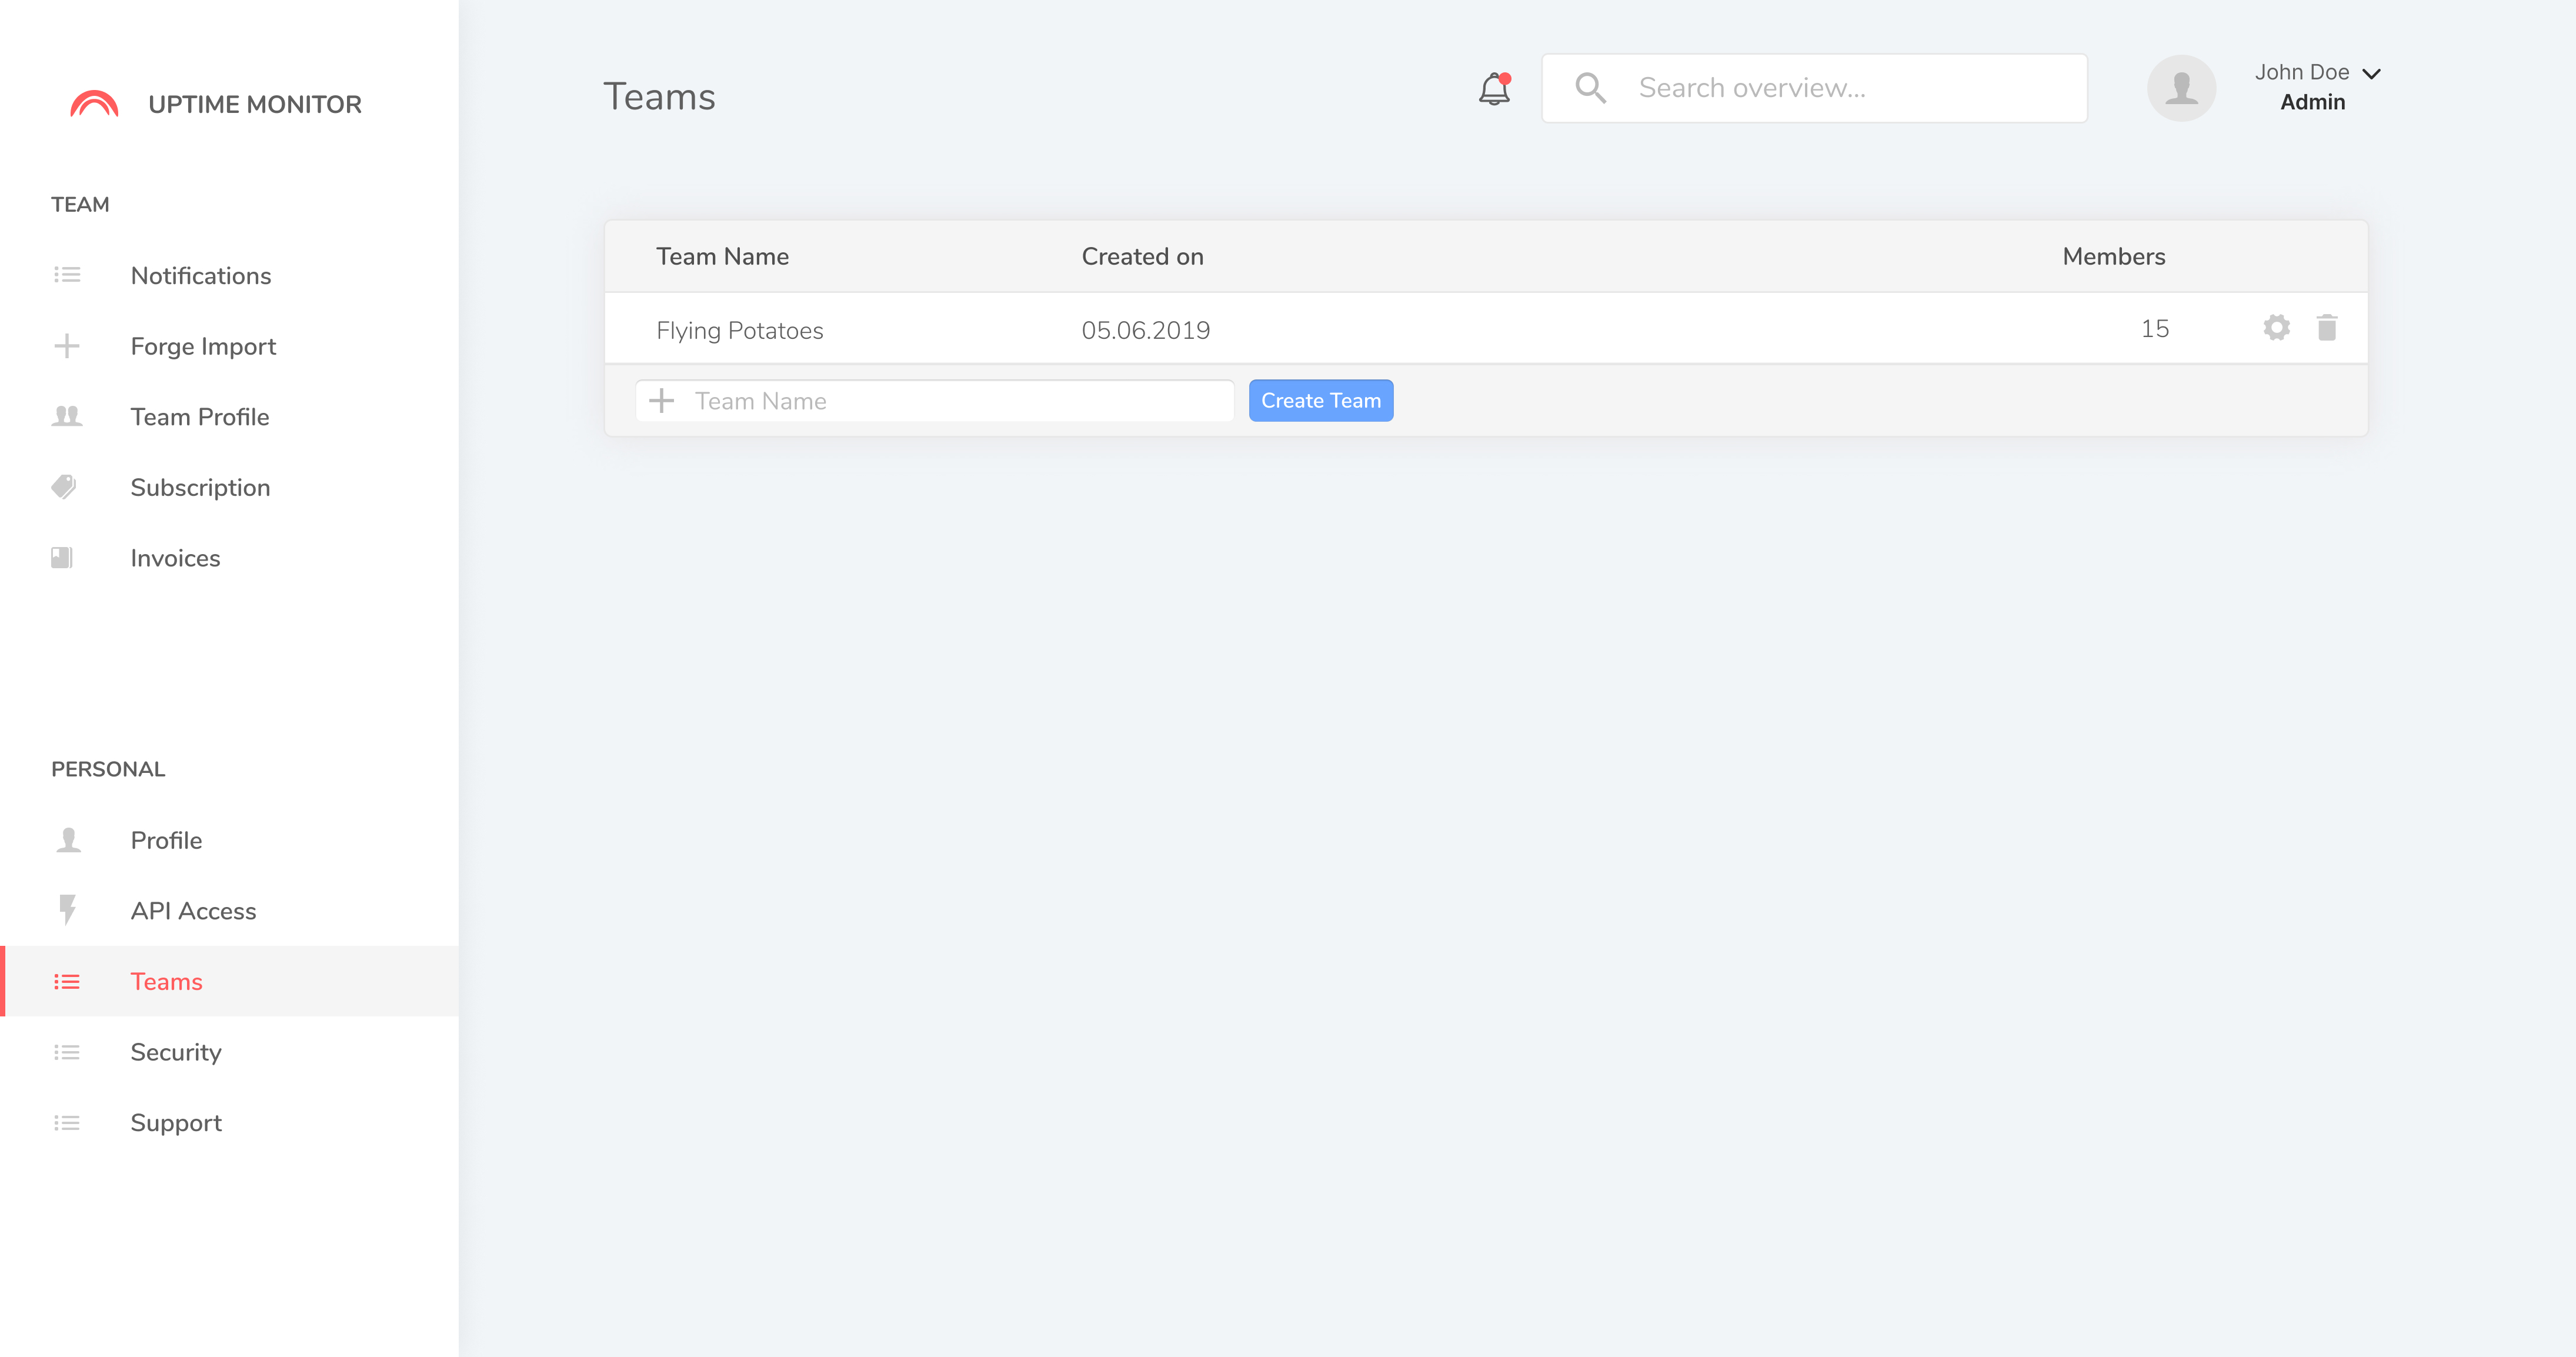 UPTIME MONITOR
TEAM
Notifications
Forge Import
Team Profile
Subscription
Invoices
PERSONAL
Profile
API Access
Teams
Security
Support
Teams
Search overview...
John Doe
Admin
Team Name Created on Members
Flying Potatoes 05.06.2019 15
Team Name Create Team